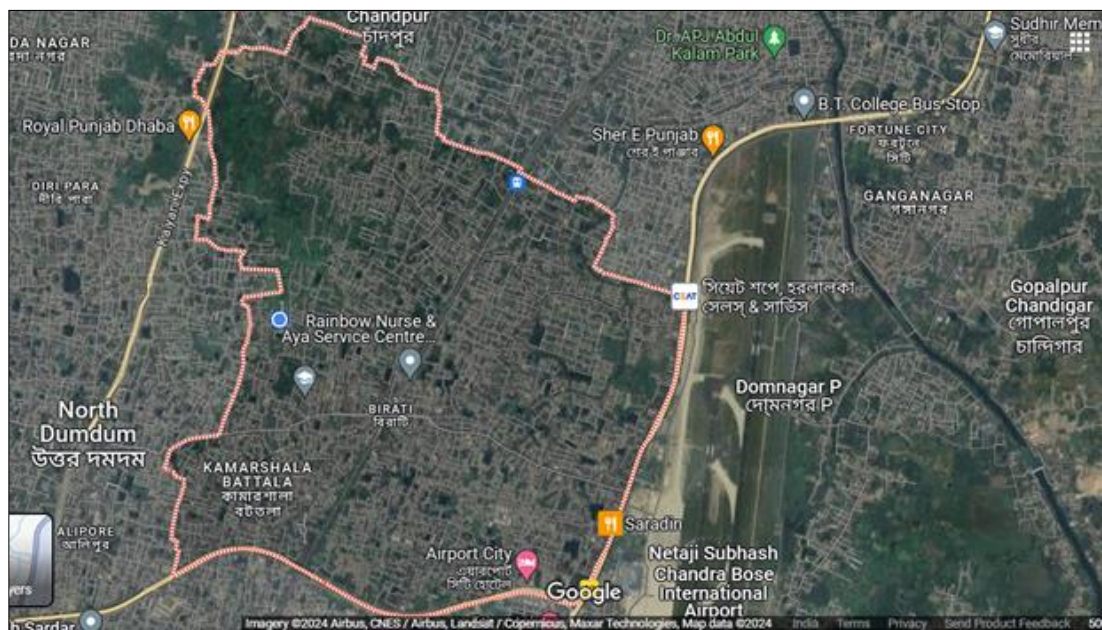 Chandpur
চাঁদপুর
DA NAGAR
Dr. APJ Abdul
Kalam Park
Sudhir Mem
সুধীর
মেমোরিয়াল
Royal Punjab Dhaba
B.T. College Bus Stop
Sher E Punjab
শের ই পাঞ্জাব
FORTUNE CITY
ফরচুন
সিটি
DIRI PARA
Kalyani Expy
GANGANAGAR
গঙ্গানগর
সিয়েট শপে, হরলালকা
সেলস্ & সার্ভিস
Gopalpur
Chandigar
গোপালপুর
চান্দিগার
Rainbow Nurse &
Aya Service Centre...
Domnagar P
দোমনগর P
BIRATI
বিরাটি
North
Dumdum
উত্তর দমদম
KAMARSHALA
BATTALA
কামারশালা
বটতলা
Saradin
ALIPORE
আলিপুর
Airport City
এয়ারপোর্ট
সিটি হোটেল
Netaji Subhash
Chandra Bose
International
Airport
Google
yers
h Sardar
Imagery ©2024 Airbus, CNES / Airbus, Landsat / Copernicus, Maxar Technologies, Map data ©2024 India Terms Privacy Send Product Feedback 50